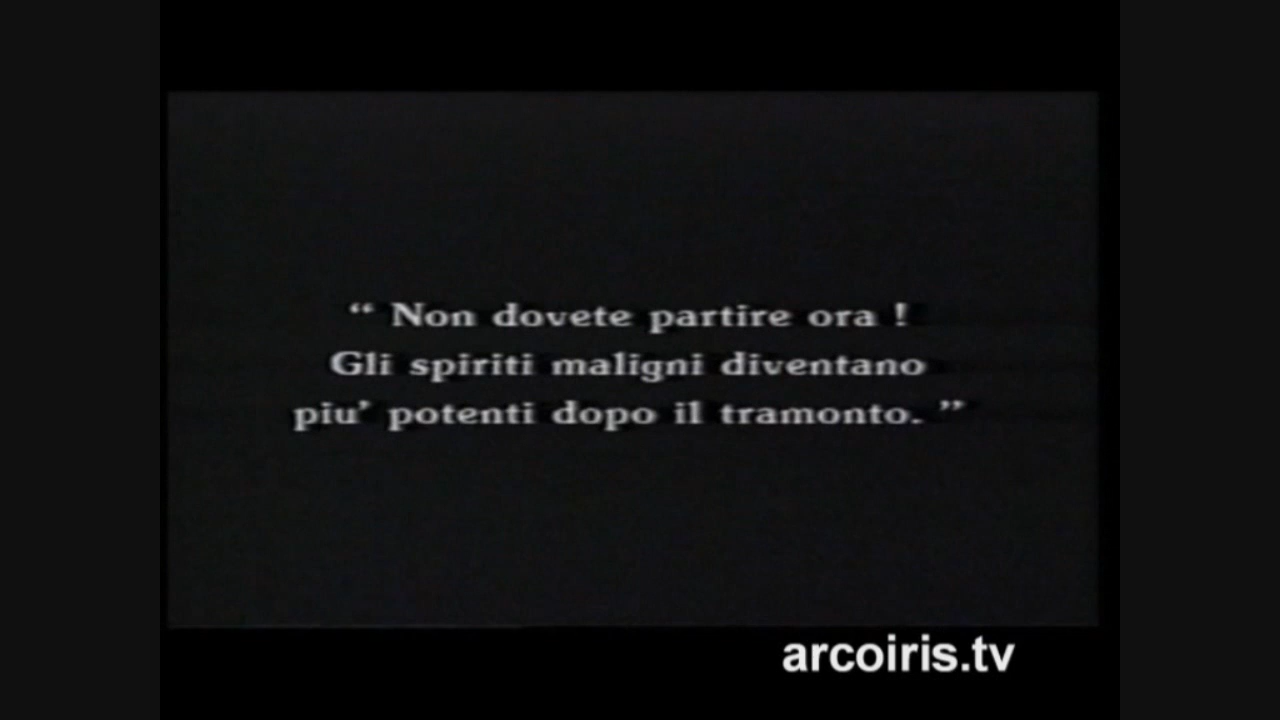 “ Non dovete partire ora !
Gli spiriti maligni diventano
piu’ potenti dopo il tramonto. ”
arcoiris.tv